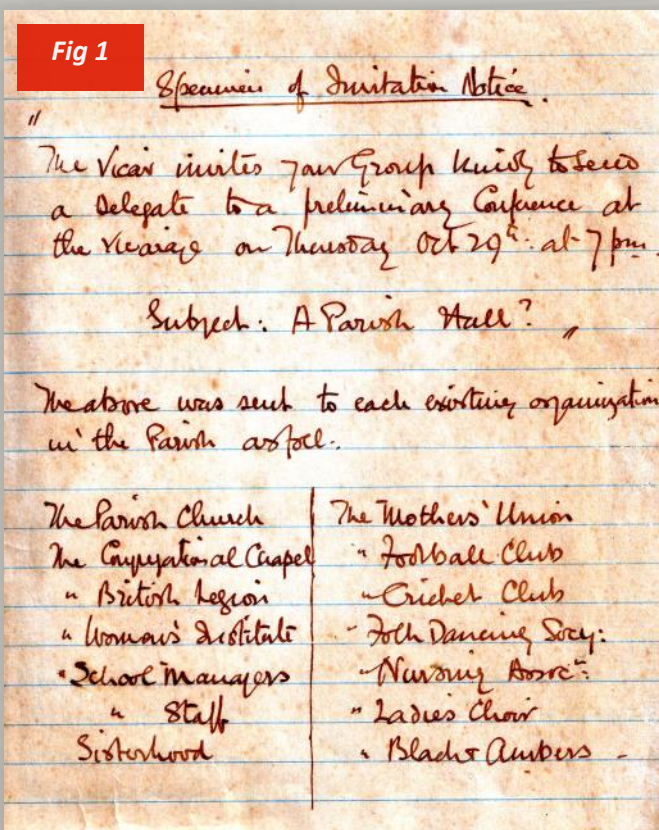 Fig 1
Specimen of Invitation Notice.
"
The Vicar invites your Group kindly to send
a Delegate to a preliminary Conference at
the Vicarage on Thursday Oct 29th: at 7pm.
Subject: A Parish Hall? "
The above was sent to each existing organization
in the Parish as foll-.
The Parish Church
The Congregational Chapel
" British Legion
" Women's Institute
" School Managers
" Staff
Sisterhood
The Mothers' Union
" Football Club
" Cricket Club
" Folk Dancing Socy:
" Nursing Assocn:
" Ladies Choir
" Black & Ambers -